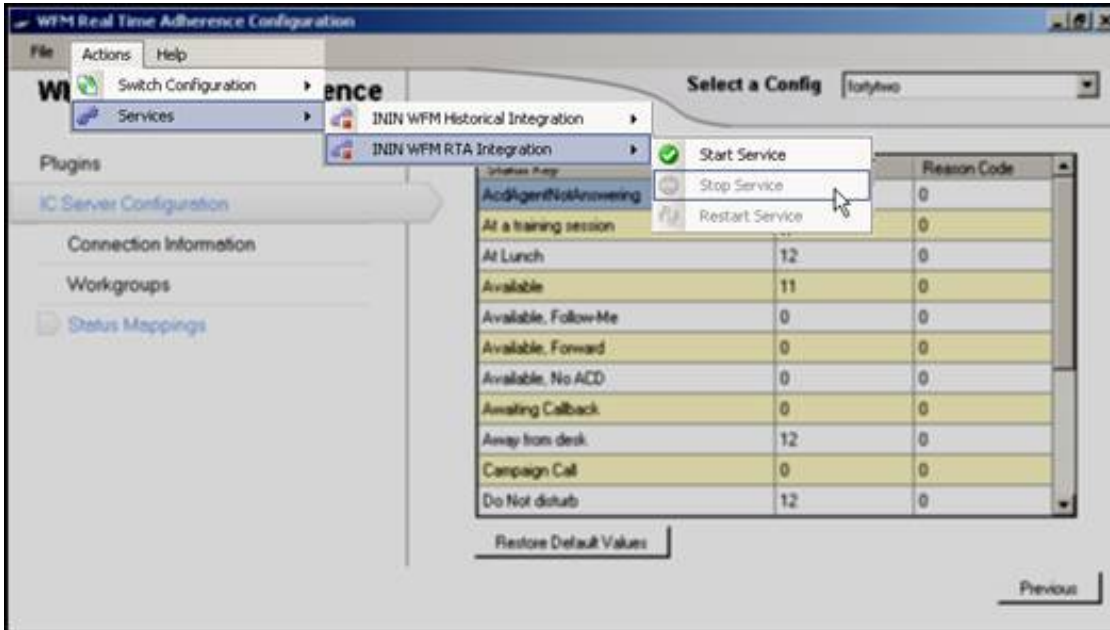 WFM Real Time Adherence Configuration
File Actions Help
Switch Configuration
Services
ININ WFM Historical Integration
ININ WFM RTA Integration
Start Service
Stop Service
Restart Service
ence
Select a Config fortytwo
Plugins
IC Server Configuration
Connection Information
Workgroups
Status Mappings
Status Key Reason Code
AcdAgentNotAnswering 0
At a training session 0
At Lunch 12 0
Available 11 0
Available, Follow-Me 0 0
Available, Forward 0 0
Available, No ACD 0 0
Awaiting Callback 0 0
Away from desk 12 0
Campaign Call 0 0
Do Not disturb 12 0
Restore Default Values
Previous